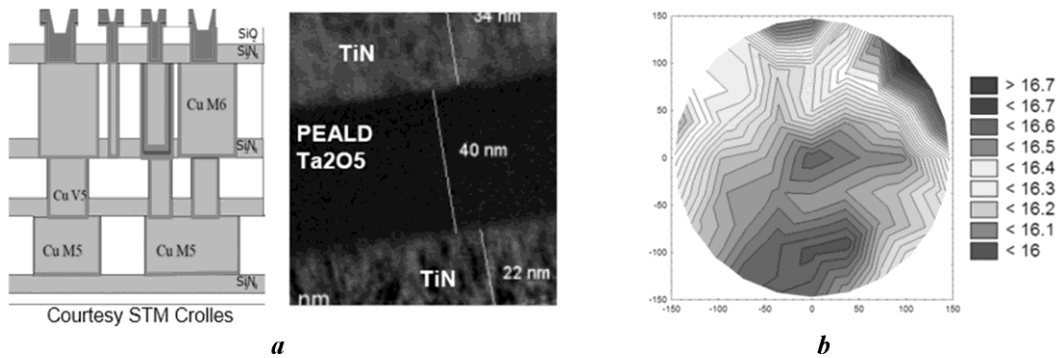 SiO
SiN
Cu M6
SiN
Cu V5
SiN
Cu M5
Cu M5
SiN
Courtesy STM Crolles
34 nm
TiN
PEALD
Ta2O5
40 nm
TiN
22 nm
nm
a
150
100
50
0
-50
-100
-150
-150
-100
-50
0
50
100
150
> 16.7
< 16.7
< 16.6
< 16.5
< 16.4
< 16.3
< 16.2
< 16.1
< 16
b